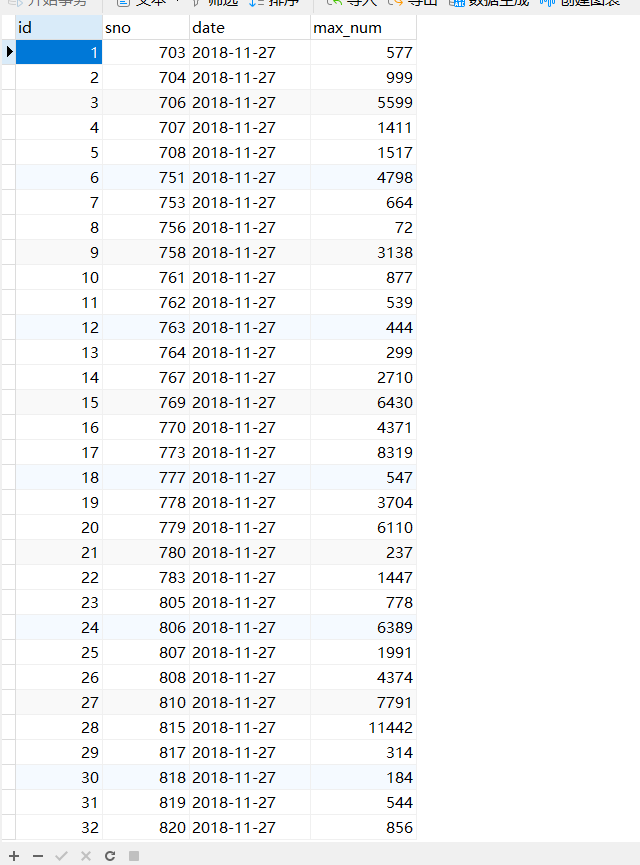 开始事务 文本 筛选 排序 导入 导出 数据生成 创建图表
id sno date max_num
1 703 2018-11-27 577
2 704 2018-11-27 999
3 706 2018-11-27 5599
4 707 2018-11-27 1411
5 708 2018-11-27 1517
6 751 2018-11-27 4798
7 753 2018-11-27 664
8 756 2018-11-27 72
9 758 2018-11-27 3138
10 761 2018-11-27 877
11 762 2018-11-27 539
12 763 2018-11-27 444
13 764 2018-11-27 299
14 767 2018-11-27 2710
15 769 2018-11-27 6430
16 770 2018-11-27 4371
17 773 2018-11-27 8319
18 777 2018-11-27 547
19 778 2018-11-27 3704
20 779 2018-11-27 6110
21 780 2018-11-27 237
22 783 2018-11-27 1447
23 805 2018-11-27 778
24 806 2018-11-27 6389
25 807 2018-11-27 1991
26 808 2018-11-27 4374
27 810 2018-11-27 7791
28 815 2018-11-27 11442
29 817 2018-11-27 314
30 818 2018-11-27 184
31 819 2018-11-27 544
32 820 2018-11-27 856